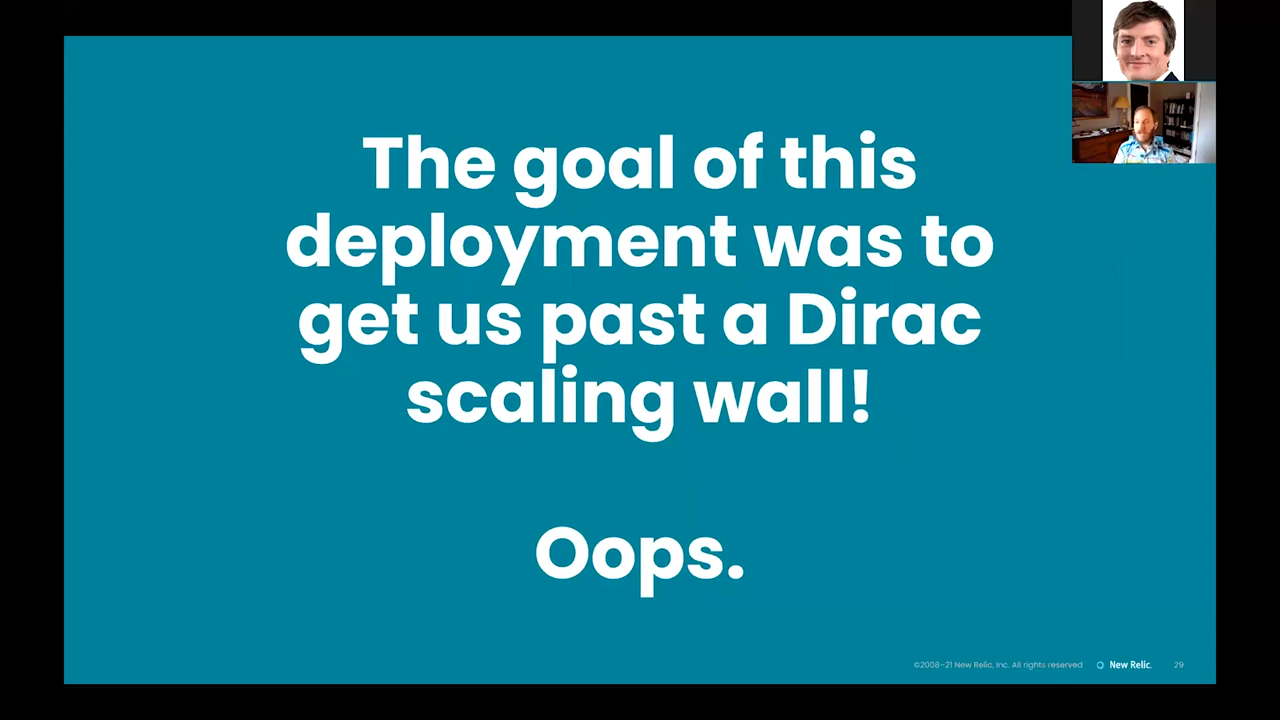 The goal of this
deployment was to
get us past a Dirac
scaling wall!
Oops.
©2008–21 New Relic, Inc. All rights reserved New Relic. 29